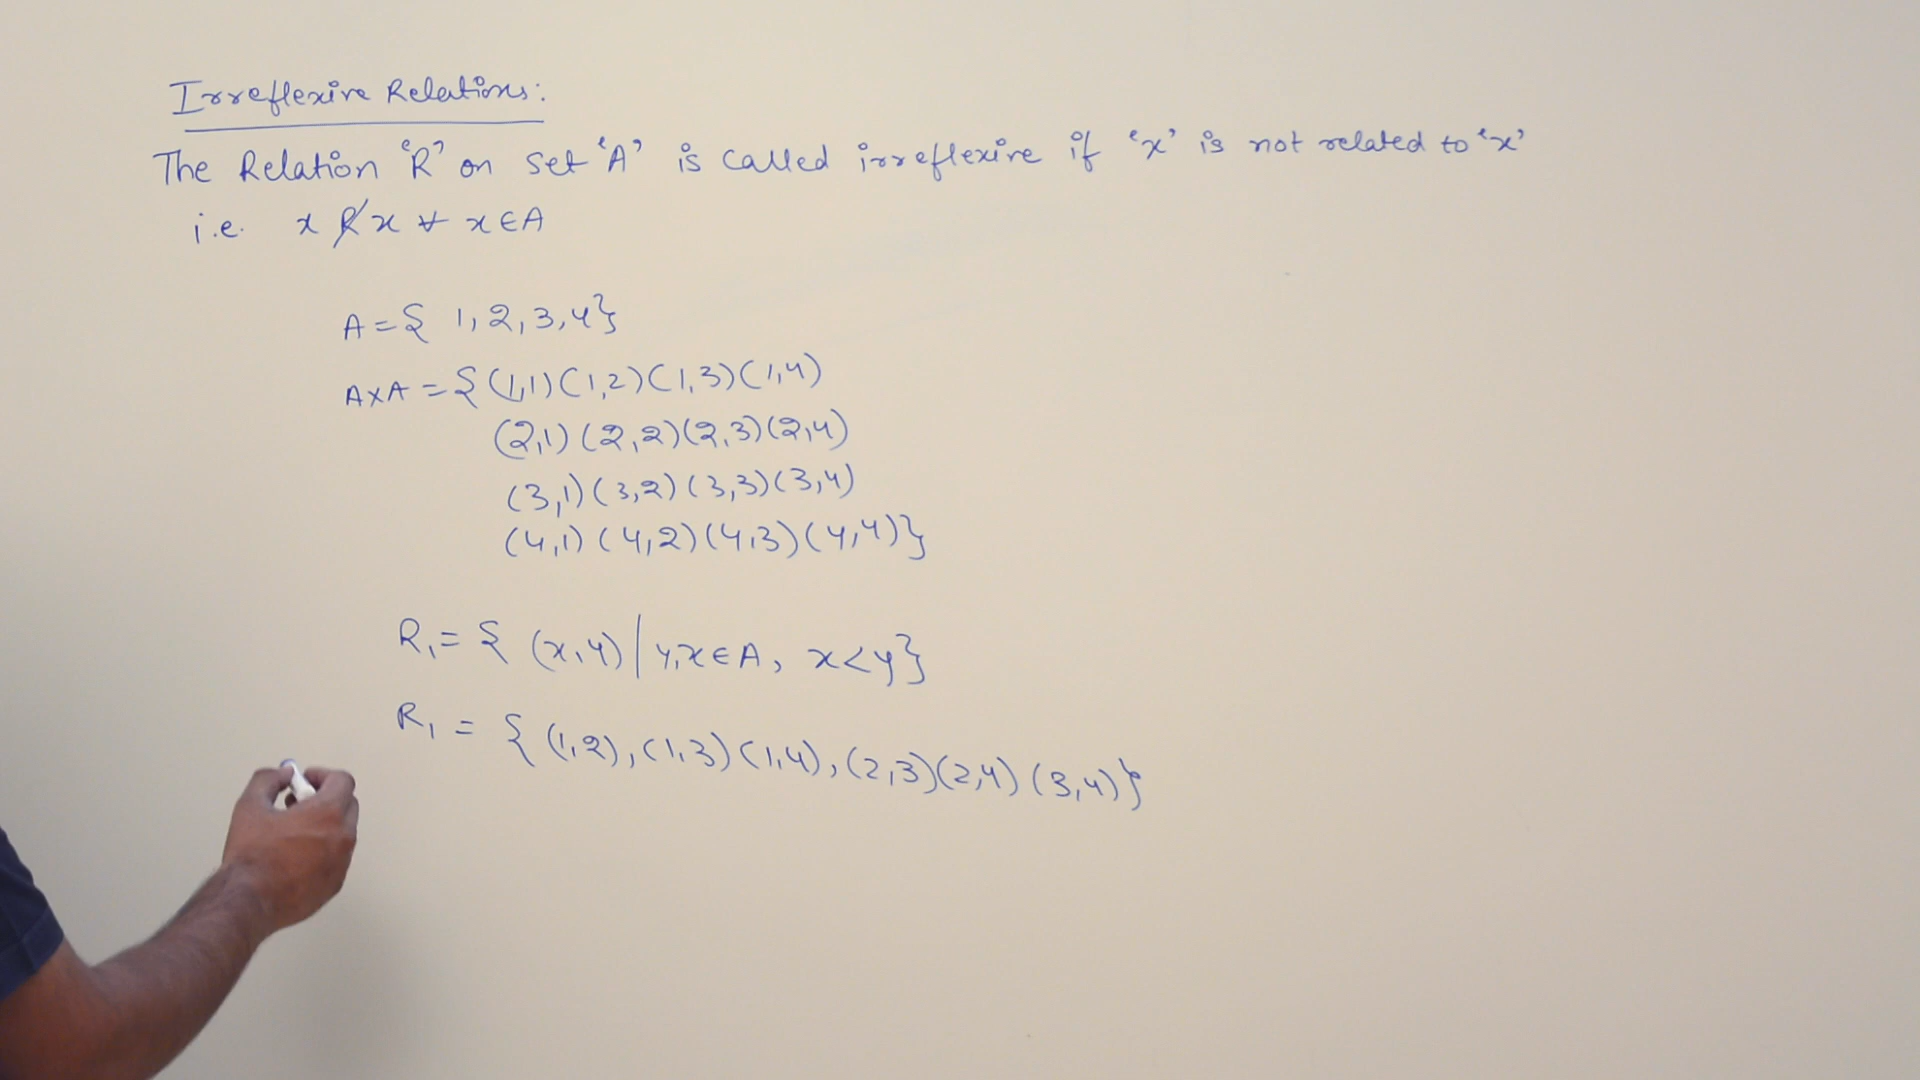 Irreflexive Relations:
The Relation 'R' on set 'A' is called irreflexive if 'x' is not related to 'x'
i.e. x R̸ x ∀ x∈A
A={ 1,2,3,4}
A×A ={(1,1)(1,2)(1,3)(1,4)
(2,1)(2,2)(2,3)(2,4)
(3,1)(3,2)(3,3)(3,4)
(4,1)(4,2)(4,3)(4,4)}
R₁= { (x,y)|y,x∈A, x<y}
R₁ = {(1,2),(1,3)(1,4),(2,3)(2,4)(3,4)}